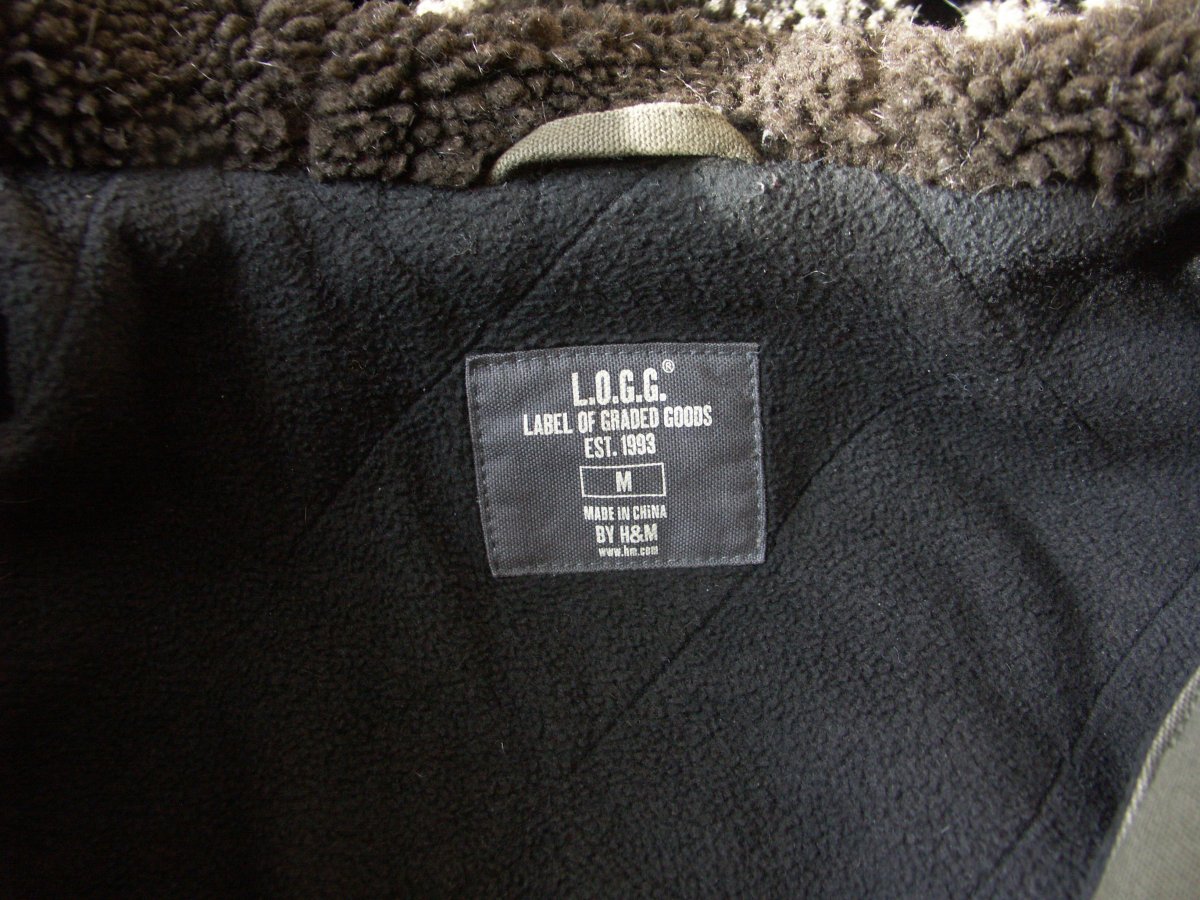 L.O.G.G.®
LABEL OF GRADED GOODS
EST. 1993
M
MADE IN CHINA
BY H&M
www.hm.com